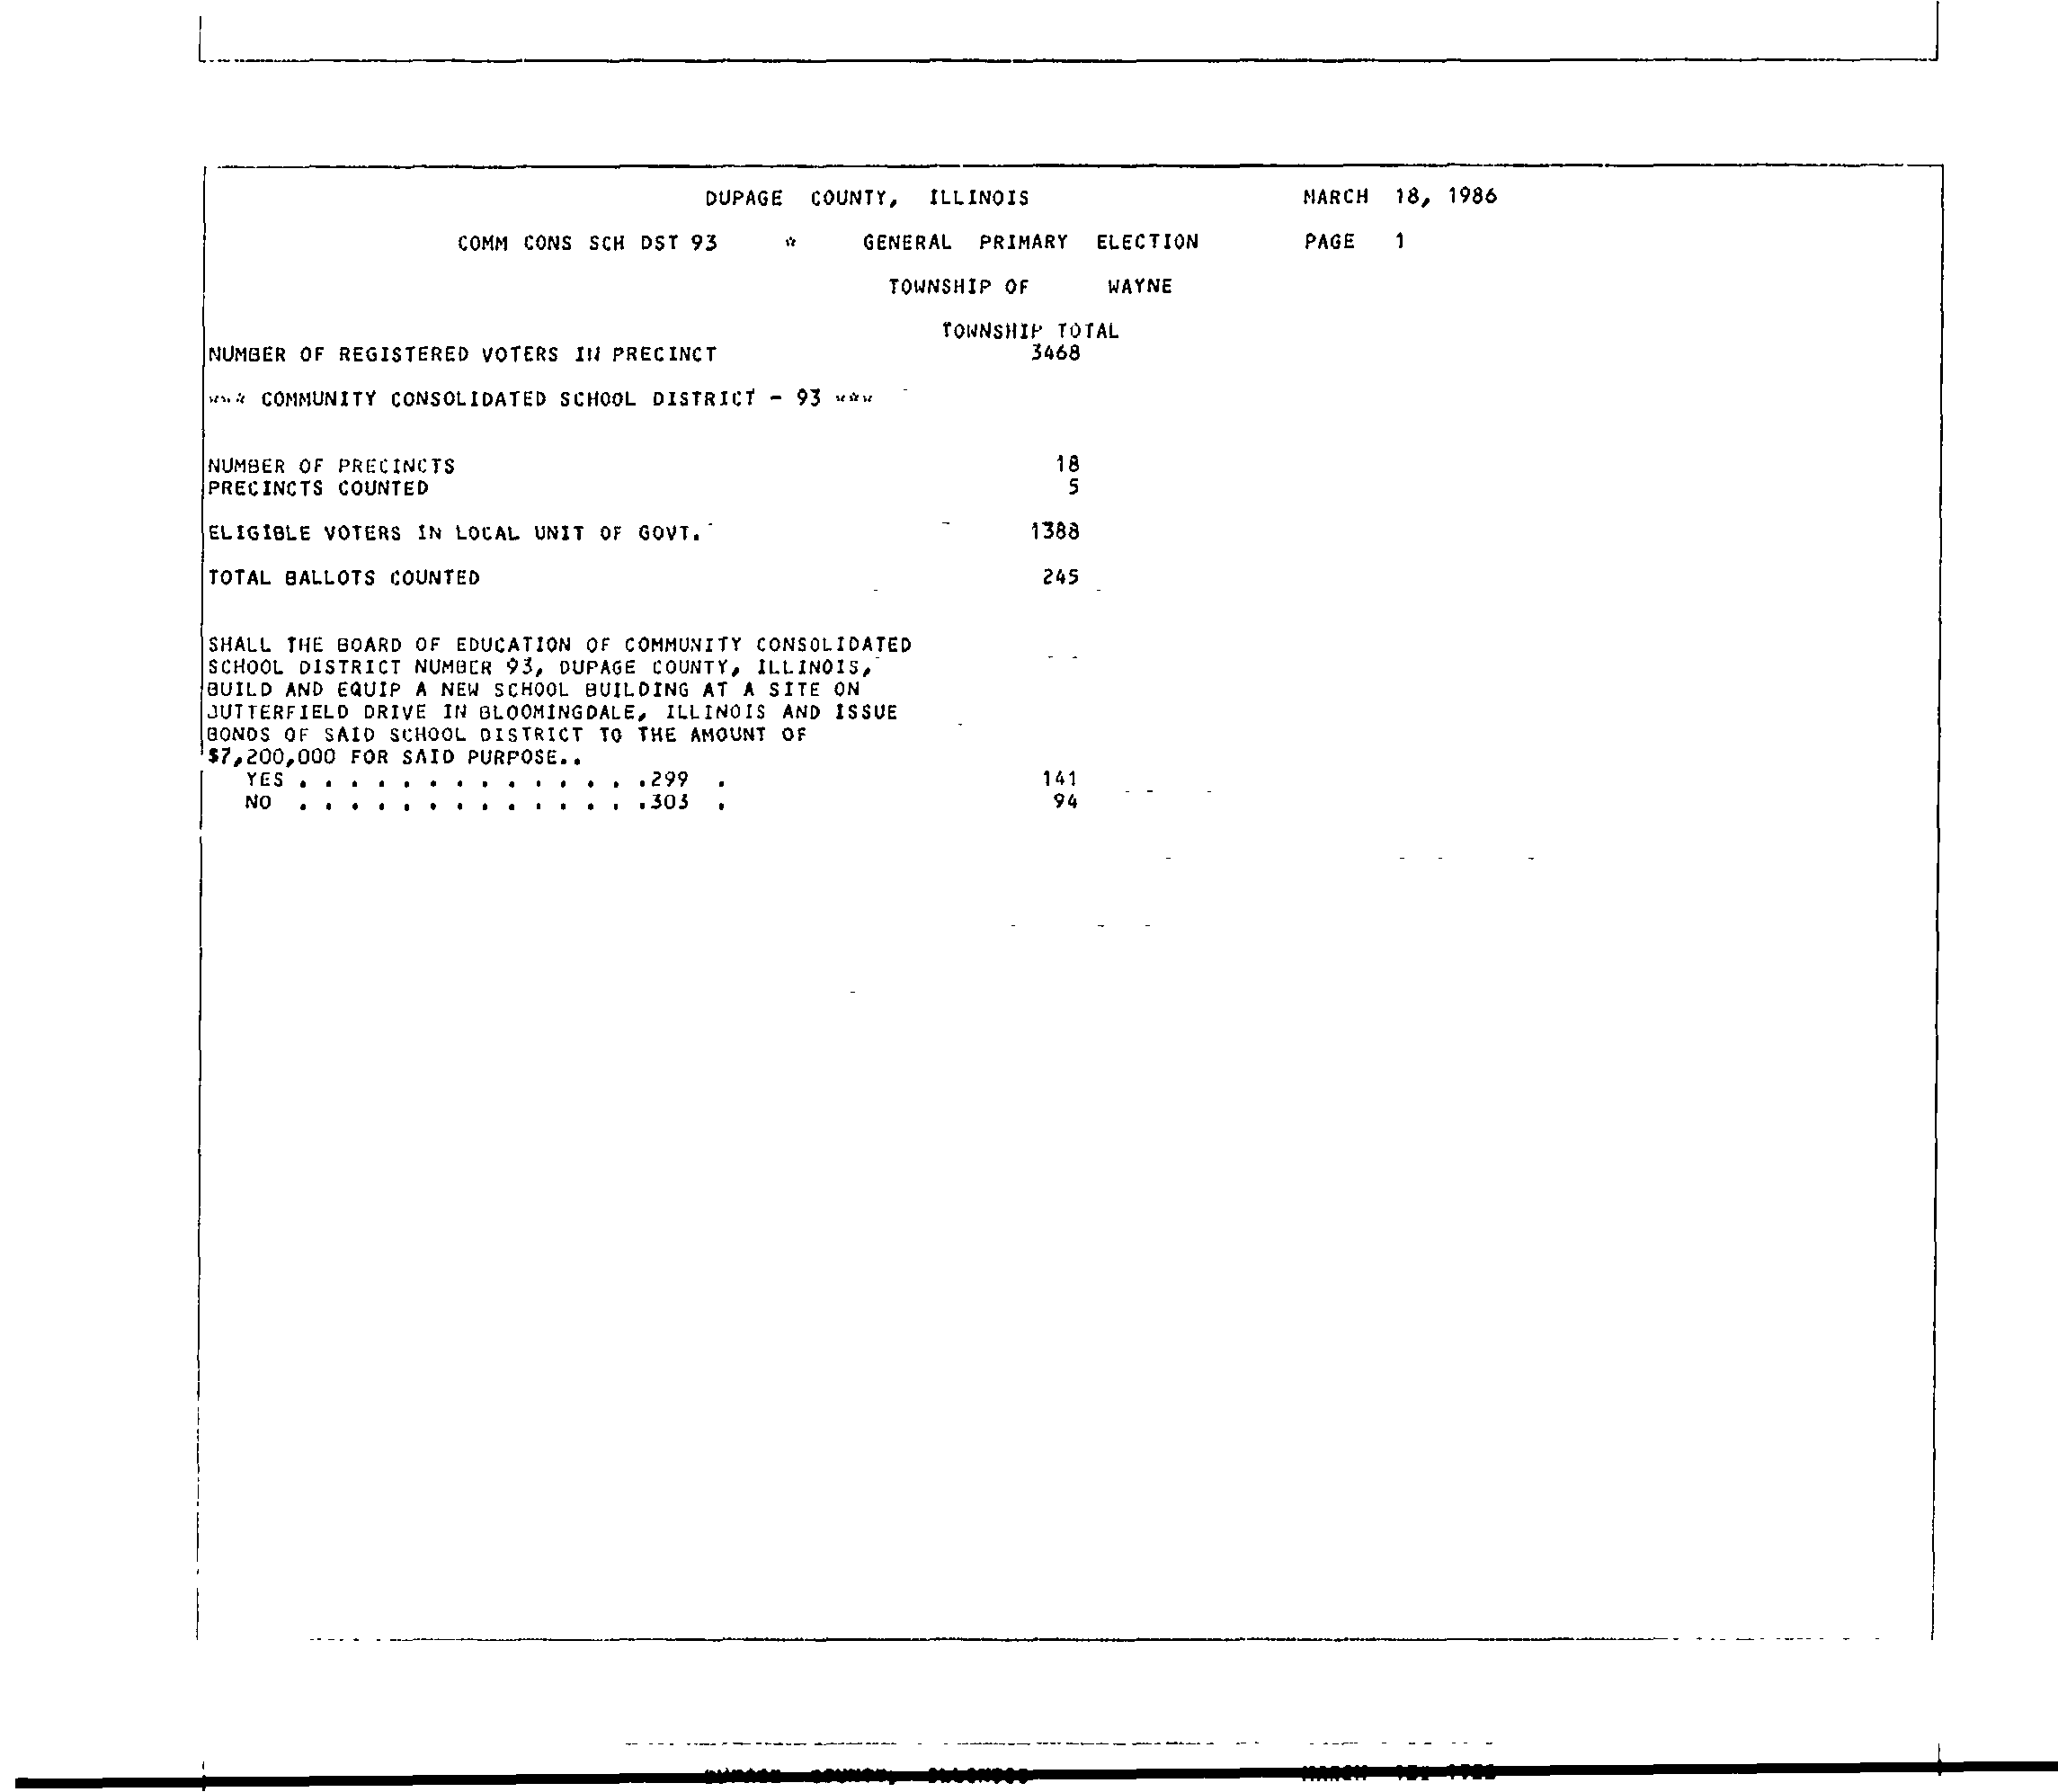 DUPAGE COUNTY, ILLINOIS MARCH 18, 1986
COMM CONS SCH DST 93 * GENERAL PRIMARY ELECTION PAGE 1
TOWNSHIP OF WAYNE
TOWNSHIP TOTAL
NUMBER OF REGISTERED VOTERS IN PRECINCT 3468
*** COMMUNITY CONSOLIDATED SCHOOL DISTRICT - 93 ***
NUMBER OF PRECINCTS 18
PRECINCTS COUNTED 5
ELIGIBLE VOTERS IN LOCAL UNIT OF GOVT. 1388
TOTAL BALLOTS COUNTED 245
SHALL THE BOARD OF EDUCATION OF COMMUNITY CONSOLIDATED
SCHOOL DISTRICT NUMBER 93, DUPAGE COUNTY, ILLINOIS,
BUILD AND EQUIP A NEW SCHOOL BUILDING AT A SITE ON
BUTTERFIELD DRIVE IN BLOOMINGDALE, ILLINOIS AND ISSUE
BONDS OF SAID SCHOOL DISTRICT TO THE AMOUNT OF
$7,200,000 FOR SAID PURPOSE..
YES . . . . . . . . . . . . . .299 . 141
NO . . . . . . . . . . . . . .303 . 94